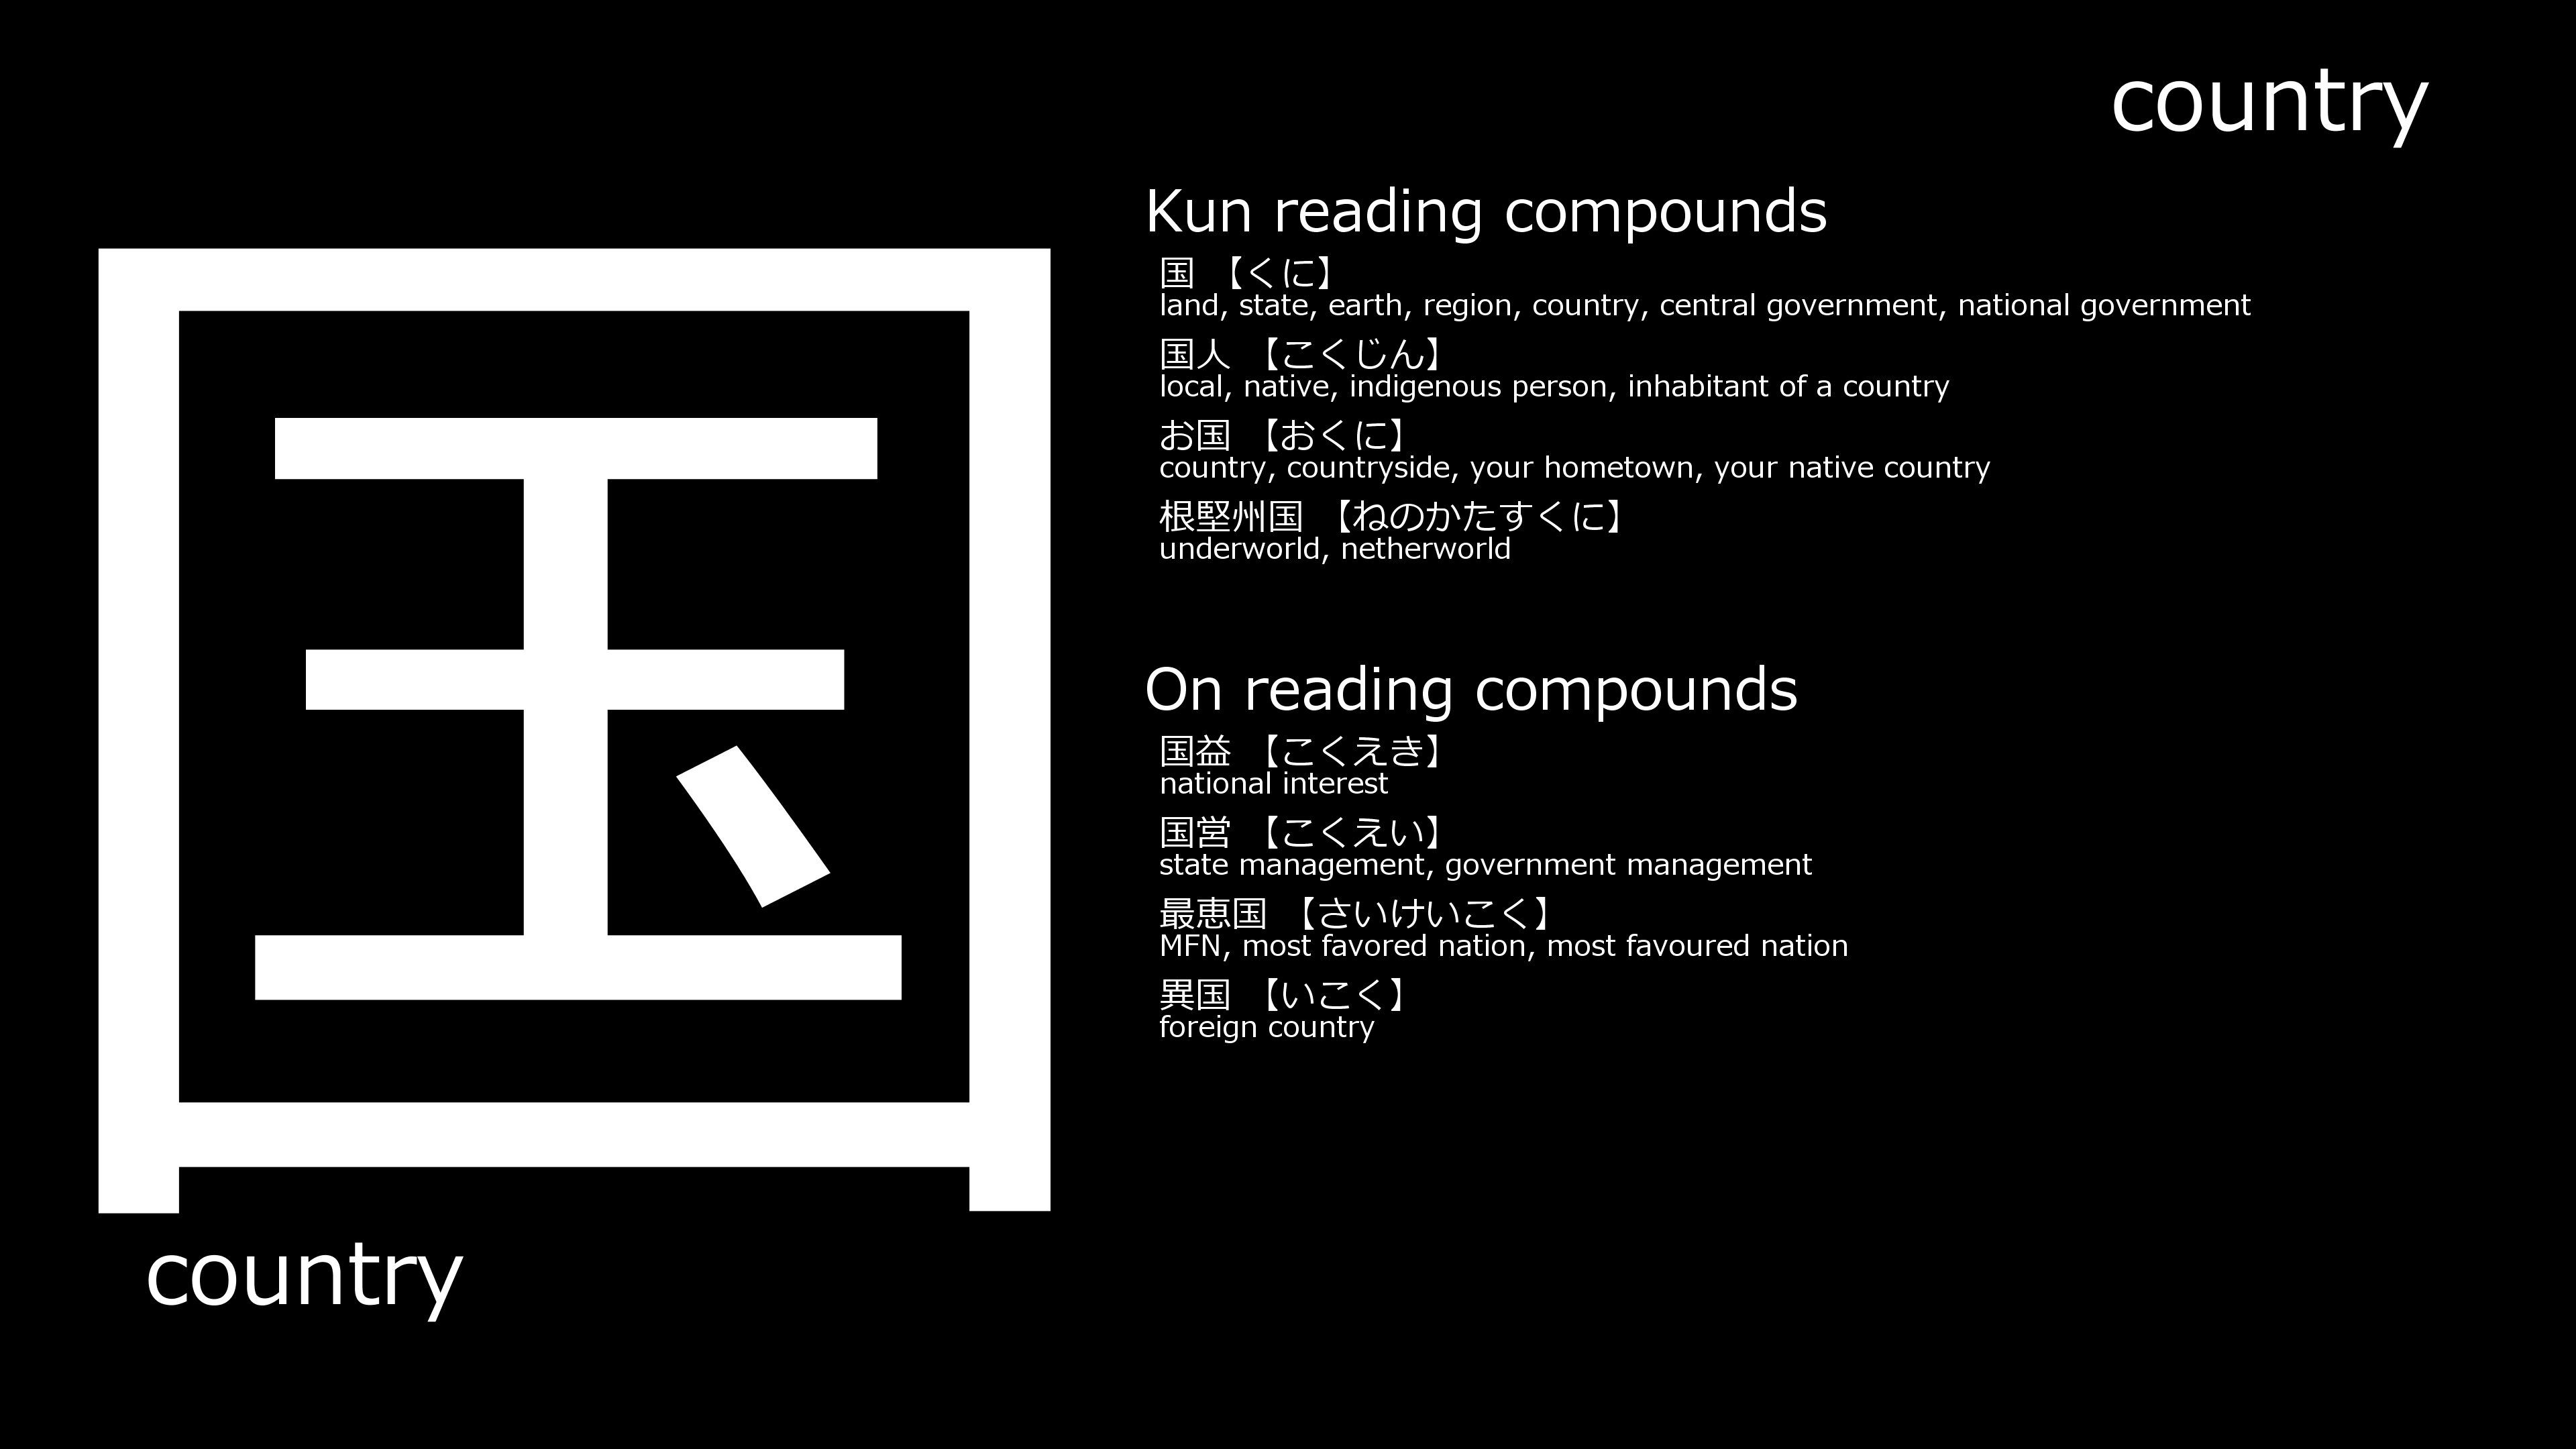 country
国
country
Kun reading compounds
国 【くに】
land, state, earth, region, country, central government, national government
国人 【こくじん】
local, native, indigenous person, inhabitant of a country
お国 【おくに】
country, countryside, your hometown, your native country
根堅州国 【ねのかたすくに】
underworld, netherworld
On reading compounds
国益 【こくえき】
national interest
国営 【こくえい】
state management, government management
最恵国 【さいけいこく】
MFN, most favored nation, most favoured nation
異国 【いこく】
foreign country